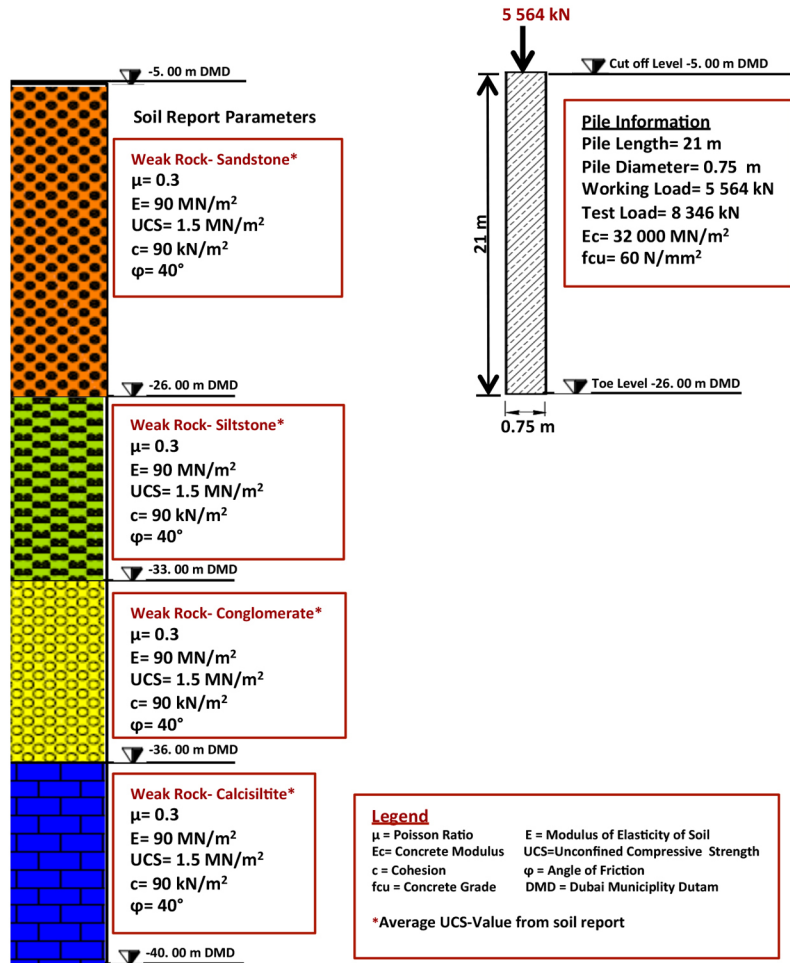 5 564 kN
-5. 00 m DMD
Cut off Level -5. 00 m DMD
Soil Report Parameters
Weak Rock- Sandstone*
μ= 0.3
E= 90 MN/m²
UCS= 1.5 MN/m²
c= 90 kN/m²
φ= 40°
Pile Information
Pile Length= 21 m
Pile Diameter= 0.75 m
Working Load= 5 564 kN
Test Load= 8 346 kN
Ec= 32 000 MN/m²
fcu= 60 N/mm²
21 m
-26. 00 m DMD
Toe Level -26. 00 m DMD
0.75 m
Weak Rock- Siltstone*
μ= 0.3
E= 90 MN/m²
UCS= 1.5 MN/m²
c= 90 kN/m²
φ= 40°
-33. 00 m DMD
Weak Rock- Conglomerate*
μ= 0.3
E= 90 MN/m²
UCS= 1.5 MN/m²
c= 90 kN/m²
φ= 40°
-36. 00 m DMD
Weak Rock- Calcisiltite*
μ= 0.3
E= 90 MN/m²
UCS= 1.5 MN/m²
c= 90 kN/m²
φ= 40°
-40. 00 m DMD
Legend
μ = Poisson Ratio E = Modulus of Elasticity of Soil
Ec= Concrete Modulus UCS=Unconfined Compressive Strength
c = Cohesion φ = Angle of Friction
fcu = Concrete Grade DMD = Dubai Municiplity Dutam
*Average UCS-Value from soil report